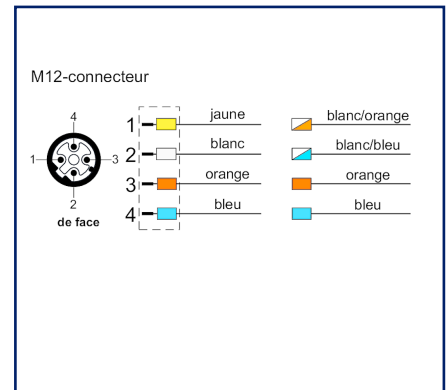 M12-connecteur
4
1
3
2
de face
1 jaune blanc/orange
2 blanc blanc/bleu
3 orange orange
4 bleu bleu